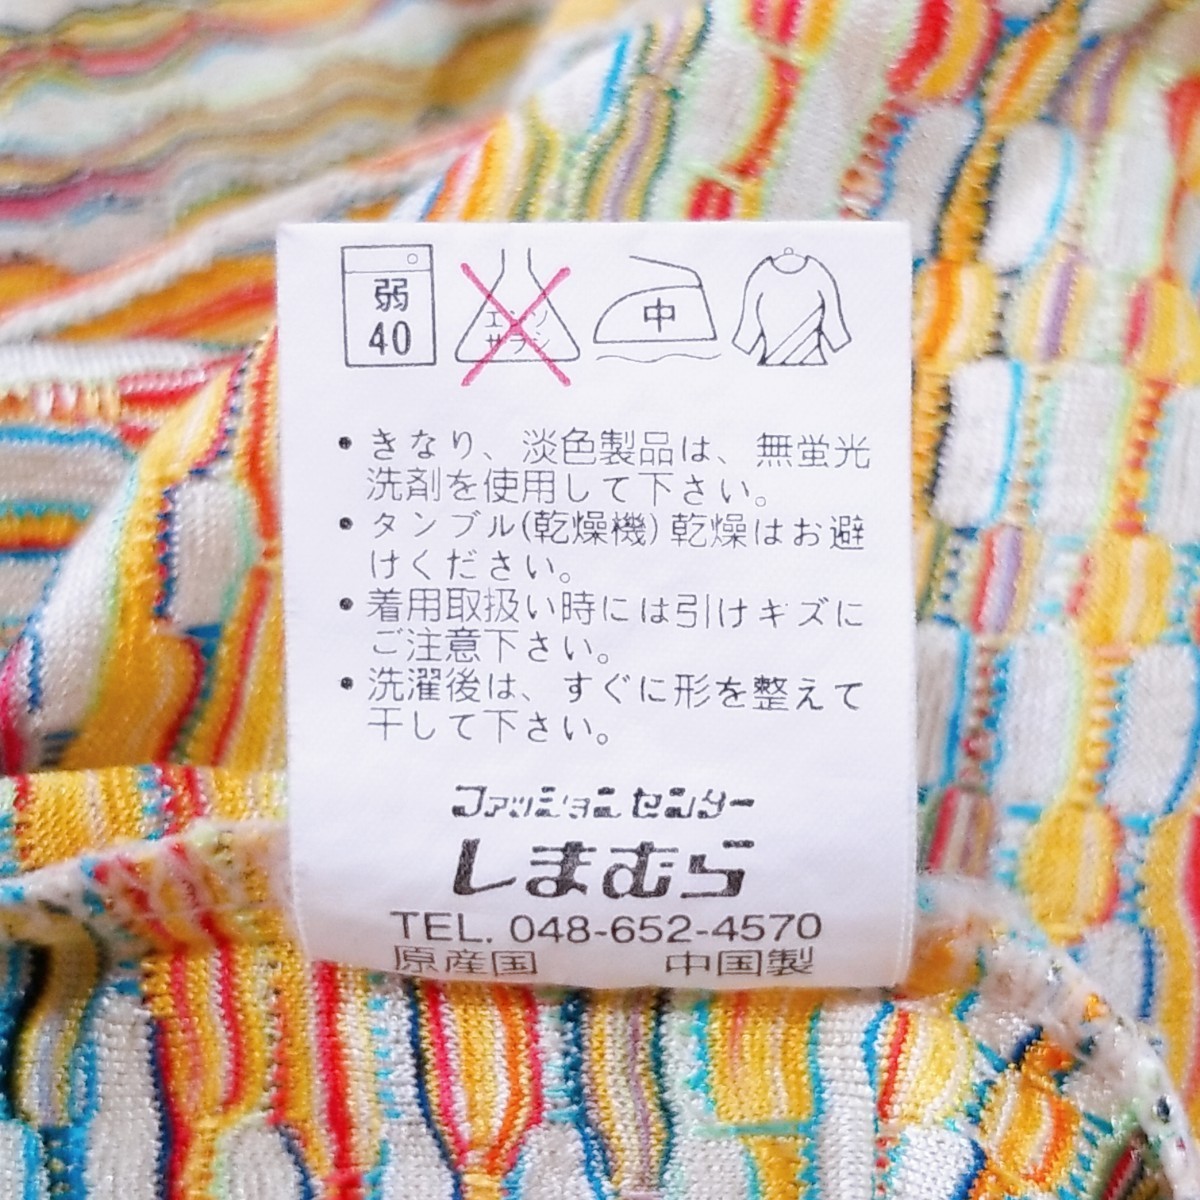 弱
40
エンソ
サラシ
中
・きなり、淡色製品は、無蛍光
洗剤を使用して下さい。
・タンブル(乾燥機)乾燥はお避
けください。
・着用取扱い時には引けキズに
ご注意下さい。
・洗濯後は、すぐに形を整えて
干して下さい。
ファッションセンター
しまむら
TEL. 048-652-4570
原産国 中国製